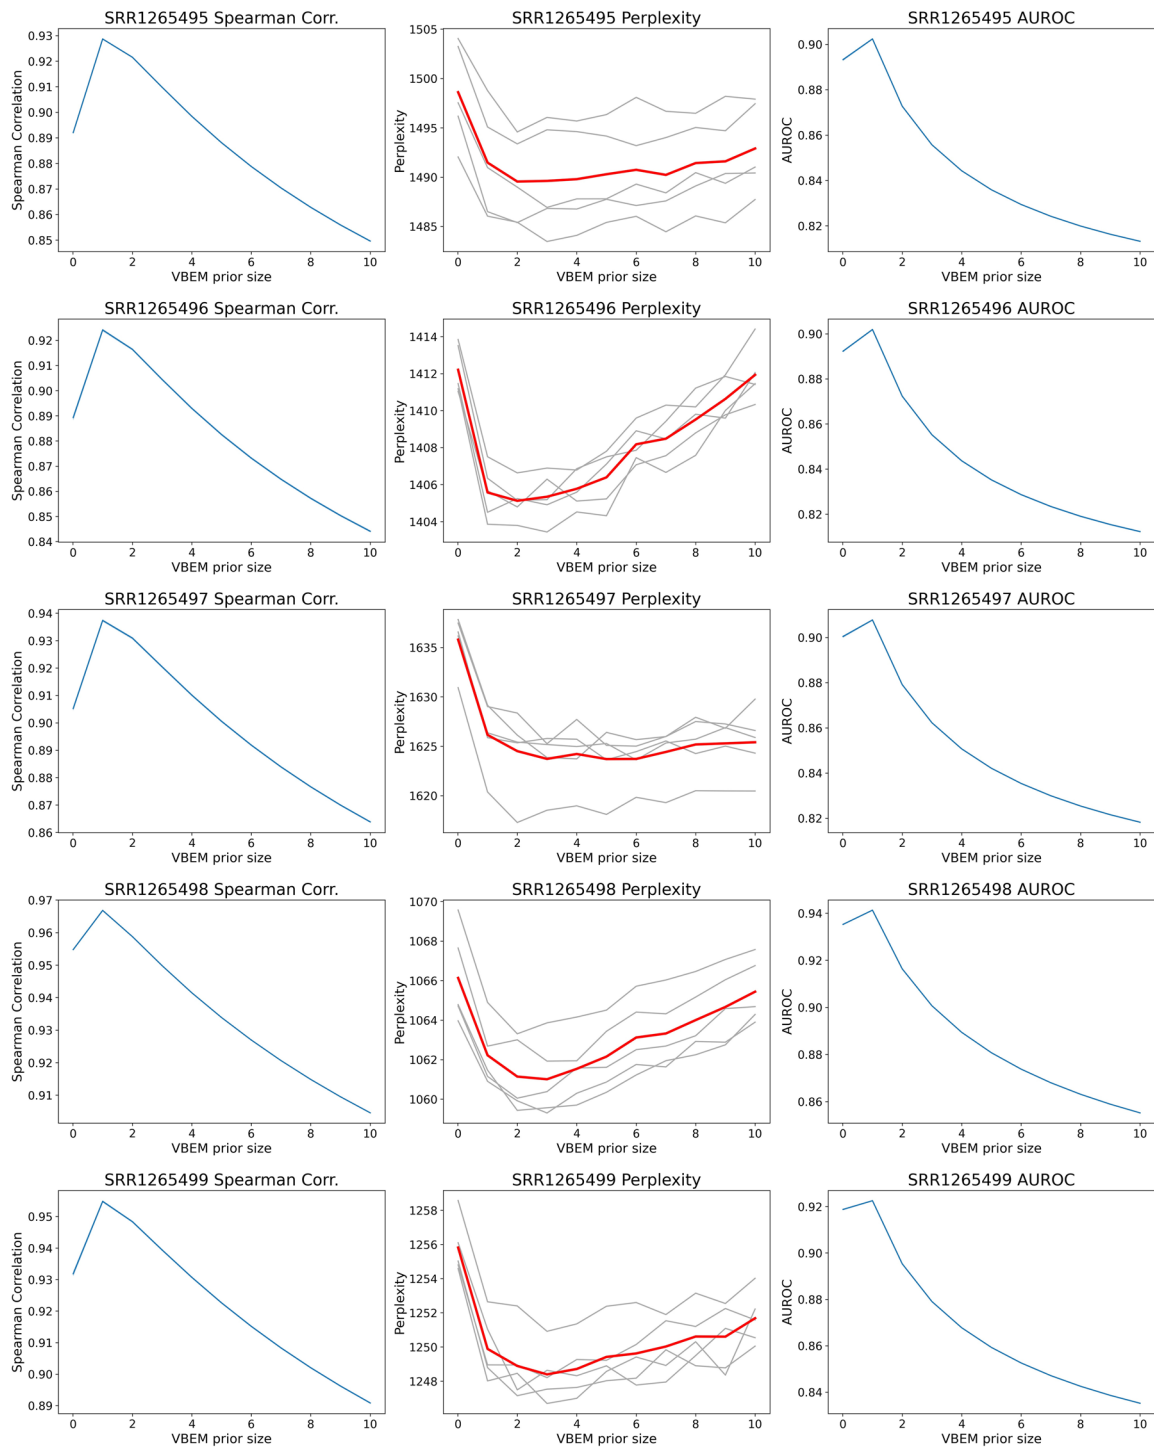 SRR1265495 Spearman Corr.
Spearman Correlation
0.93
0.92
0.91
0.90
0.89
0.88
0.87
0.86
0.85
0 2 4 6 8 10
VBEM prior size
SRR1265495 Perplexity
Perplexity
1505
1500
1495
1490
1485
0 2 4 6 8 10
VBEM prior size
SRR1265495 AUROC
AUROC
0.90
0.88
0.86
0.84
0.82
0 2 4 6 8 10
VBEM prior size
SRR1265496 Spearman Corr.
Spearman Correlation
0.92
0.91
0.90
0.89
0.88
0.87
0.86
0.85
0.84
0 2 4 6 8 10
VBEM prior size
SRR1265496 Perplexity
Perplexity
1414
1412
1410
1408
1406
1404
0 2 4 6 8 10
VBEM prior size
SRR1265496 AUROC
AUROC
0.90
0.88
0.86
0.84
0.82
0 2 4 6 8 10
VBEM prior size
SRR1265497 Spearman Corr.
Spearman Correlation
0.94
0.93
0.92
0.91
0.90
0.89
0.88
0.87
0.86
0 2 4 6 8 10
VBEM prior size
SRR1265497 Perplexity
Perplexity
1635
1630
1625
1620
0 2 4 6 8 10
VBEM prior size
SRR1265497 AUROC
AUROC
0.90
0.88
0.86
0.84
0.82
0 2 4 6 8 10
VBEM prior size
SRR1265498 Spearman Corr.
Spearman Correlation
0.97
0.96
0.95
0.94
0.93
0.92
0.91
0 2 4 6 8 10
VBEM prior size
SRR1265498 Perplexity
Perplexity
1070
1068
1066
1064
1062
1060
0 2 4 6 8 10
VBEM prior size
SRR1265498 AUROC
AUROC
0.94
0.92
0.90
0.88
0.86
0 2 4 6 8 10
VBEM prior size
SRR1265499 Spearman Corr.
Spearman Correlation
0.95
0.94
0.93
0.92
0.91
0.90
0.89
0 2 4 6 8 10
VBEM prior size
SRR1265499 Perplexity
Perplexity
1258
1256
1254
1252
1250
1248
0 2 4 6 8 10
VBEM prior size
SRR1265499 AUROC
AUROC
0.92
0.90
0.88
0.86
0.84
0 2 4 6 8 10
VBEM prior size